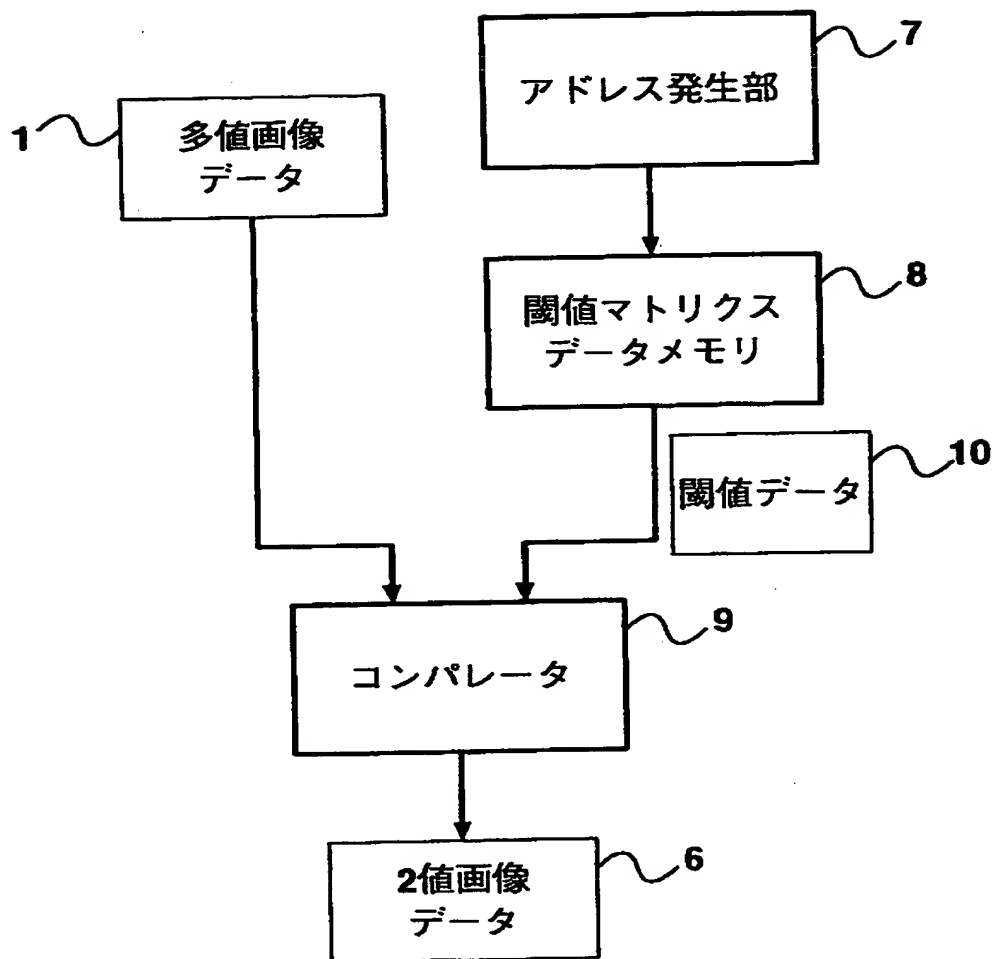 7
アドレス発生部
1
多値画像
データ
8
閾値マトリクス
データメモリ
10
閾値データ
9
コンパレータ
6
2値画像
データ